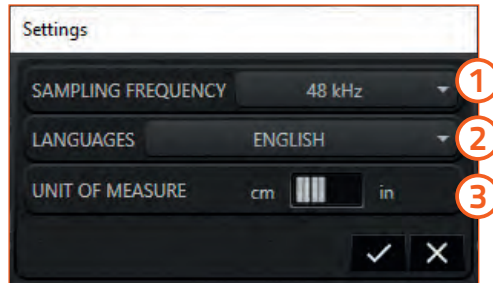 Settings
SAMPLING FREQUENCY 48 kHz 1
LANGUAGES ENGLISH 2
UNIT OF MEASURE cm in 3